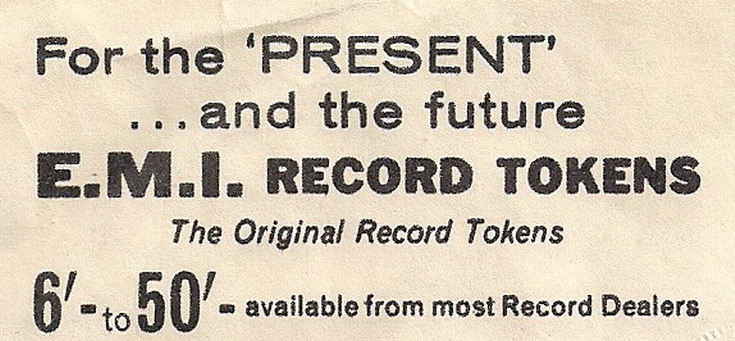 For the ‘PRESENT’
...and the future
E.M.I. RECORD TOKENS
The Original Record Tokens
6′- to 50′- available from most Record Dealers